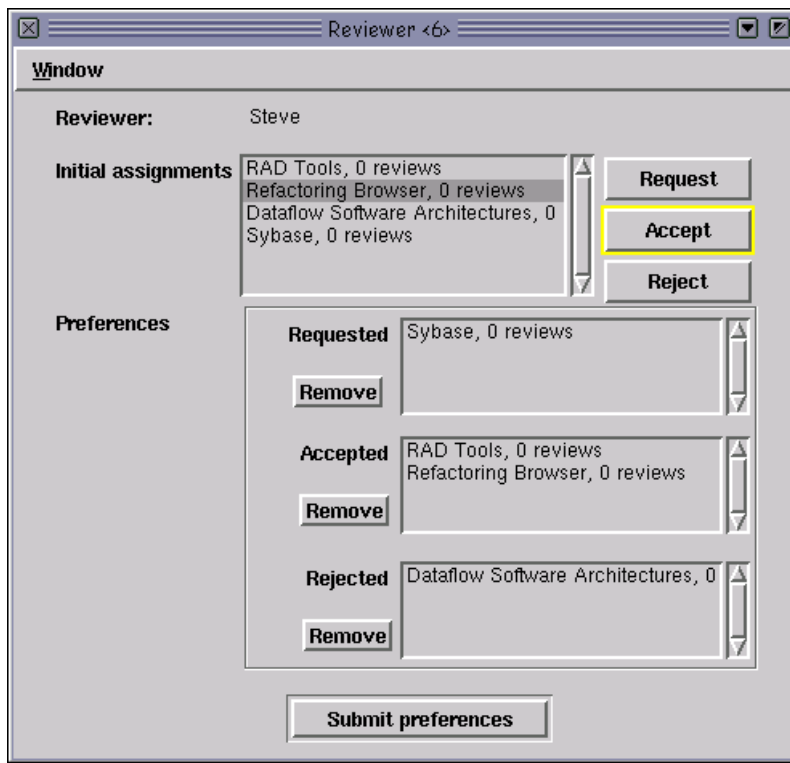 Reviewer <6>
Window
Reviewer: Steve
Initial assignments
RAD Tools, 0 reviews
Refactoring Browser, 0 reviews
Dataflow Software Architectures, 0
Sybase, 0 reviews
Request
Accept
Reject
Preferences
Requested
Sybase, 0 reviews
Remove
Accepted
RAD Tools, 0 reviews
Refactoring Browser, 0 reviews
Remove
Rejected
Dataflow Software Architectures, 0
Remove
Submit preferences